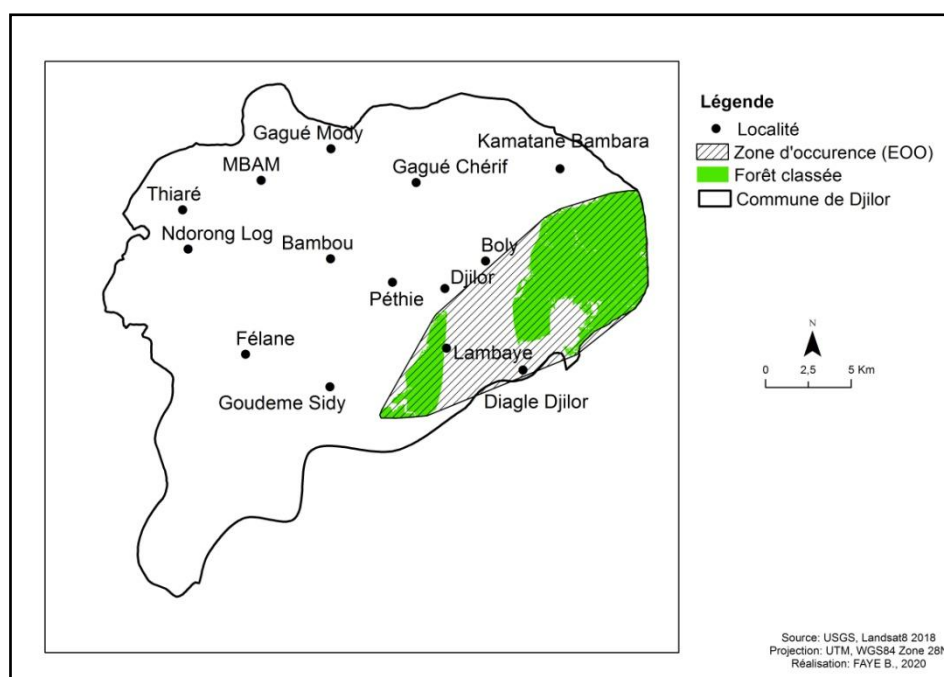 Gagué Mody
Kamatane Bambara
MBAM
Gagué Chérif
Thiaré
Ndorong Log
Bambou
Boly
Djilor
Péthie
Félane
Lambaye
Goudeme Sidy
Diagle Djilor
Légende
Localité
Zone d'occurence (EOO)
Forêt classée
Commune de Djilor
N
0 2,5 5 Km
Source: USGS, Landsat8 2018
Projection: UTM, WGS84 Zone 28N
Réalisation: FAYE B., 2020